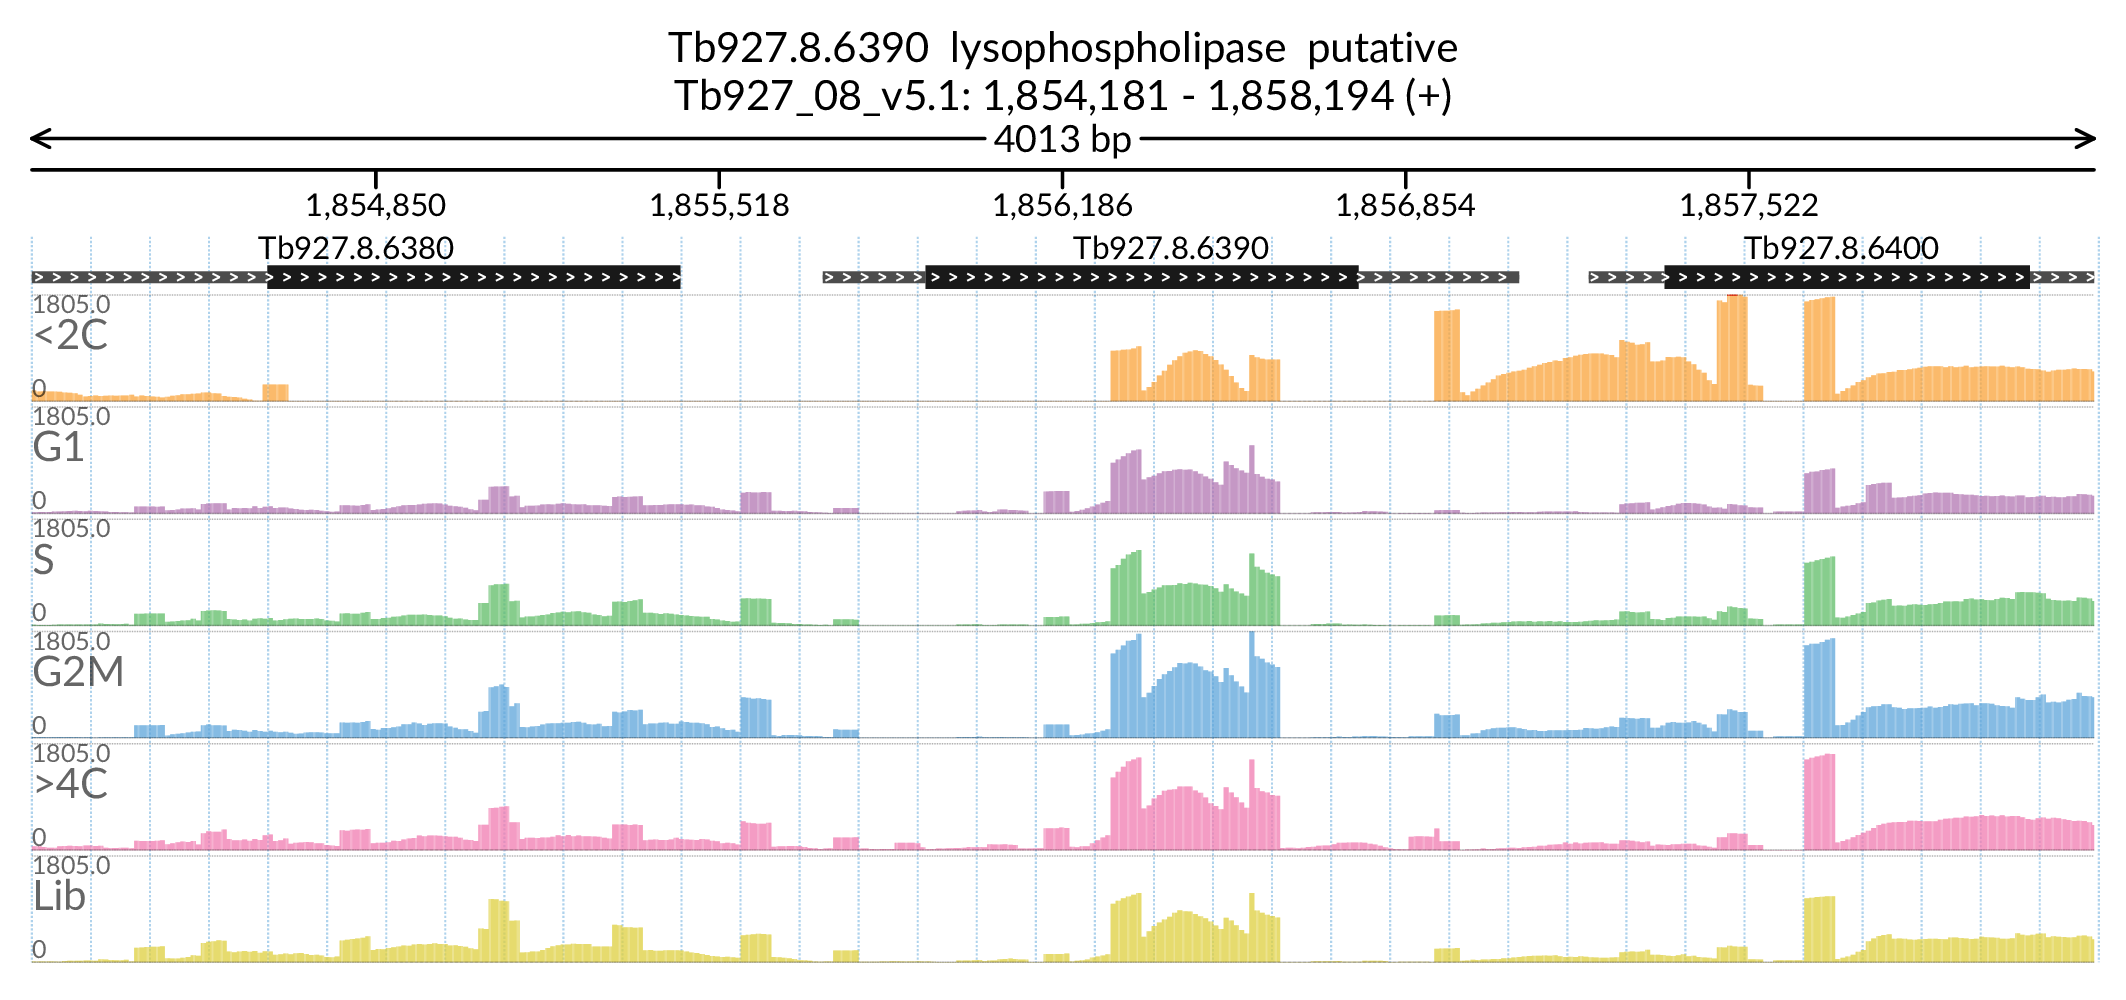 Tb927.8.6390 lysophospholipase putative
Tb927_08_v5.1: 1,854,181 - 1,858,194 (+)
4013 bp
1,854,850 1,855,518 1,856,186 1,856,854 1,857,522
Tb927.8.6380 Tb927.8.6390 Tb927.8.6400
1805.0
<2C
0
1805.0
G1
0
1805.0
S
0
1805.0
G2M
0
1805.0
>4C
0
1805.0
Lib
0